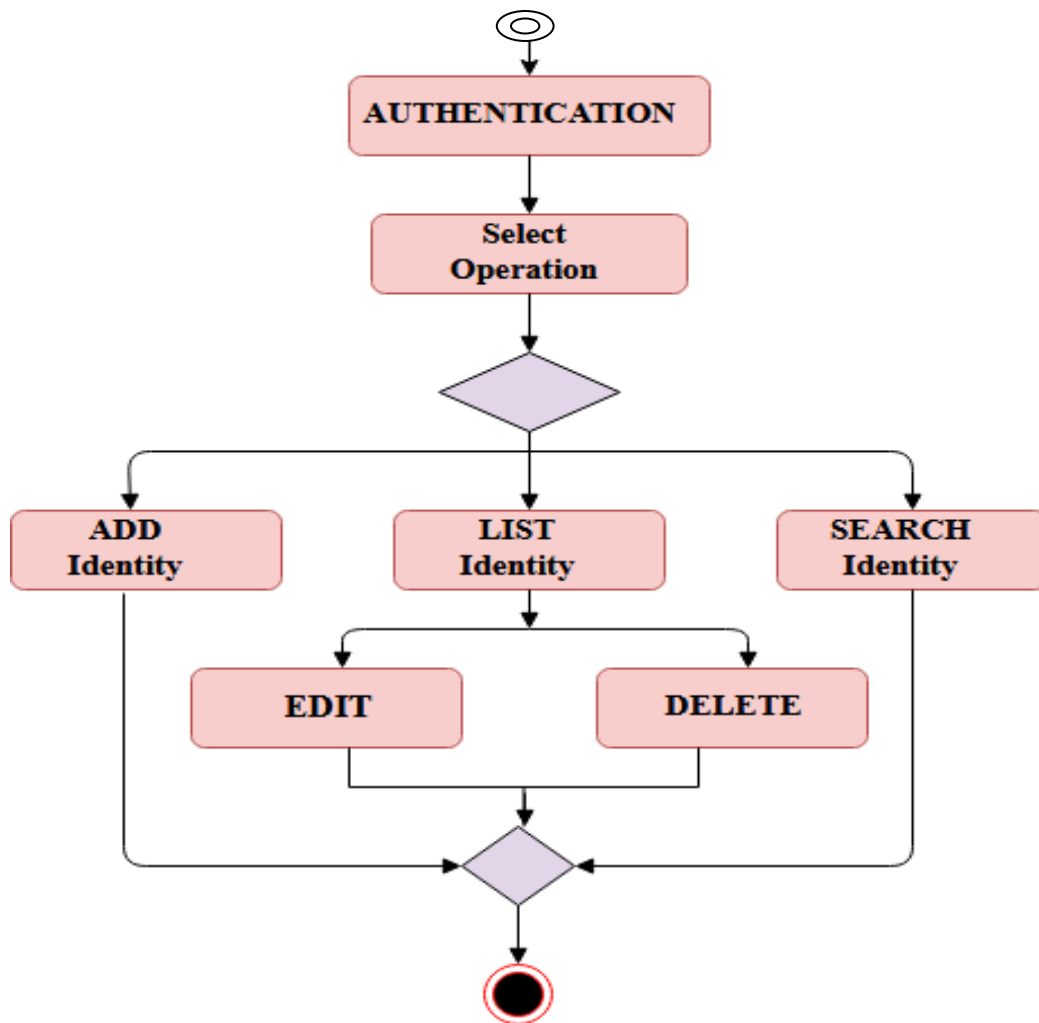 AUTHENTICATION
Select
Operation
ADD
Identity
LIST
Identity
SEARCH
Identity
EDIT
DELETE